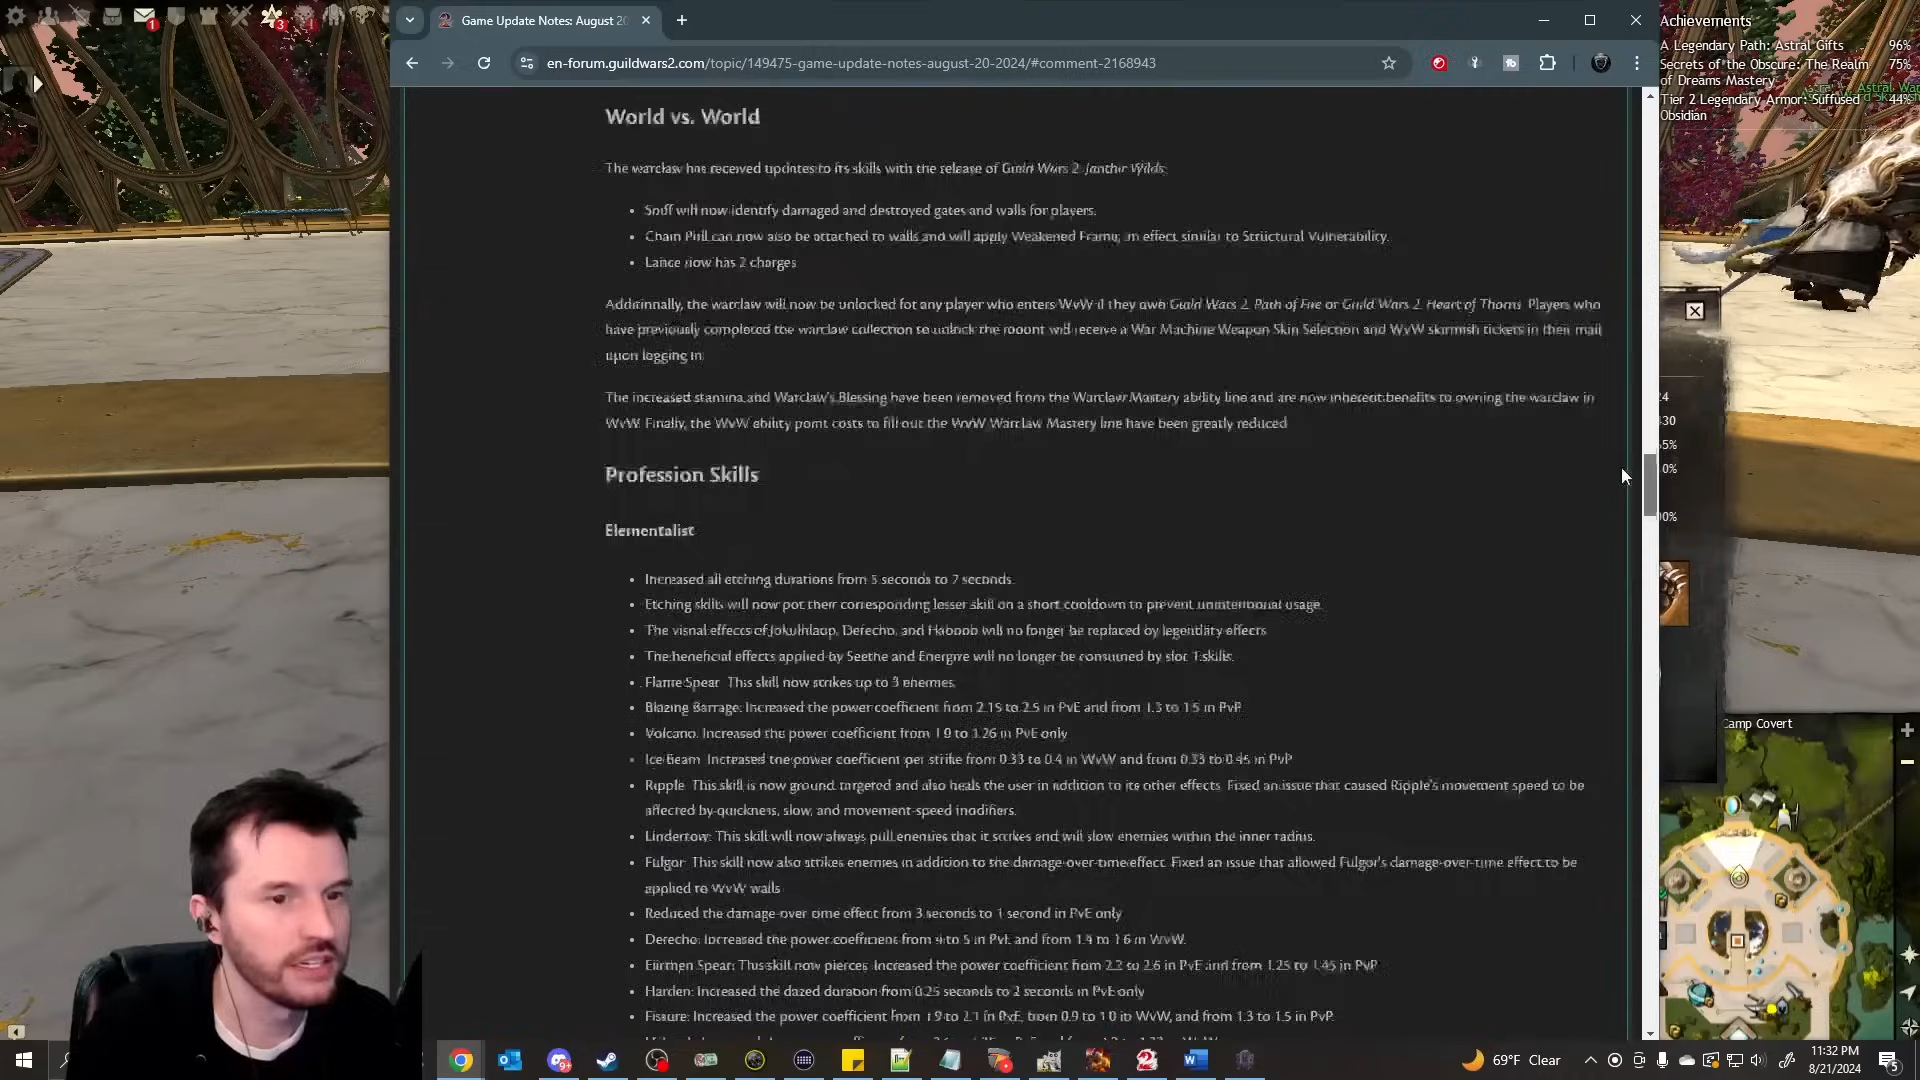 Game Update Notes: August 20
en-forum.guildwars2.com/topic/149475-game-update-notes-august-20-2024/#comment-2168943
Achievements
A Legendary Path: Astral Gifts 96%
Secrets of the Obscure: The Realm 75%
of Dreams Mastery
Tier 2 Legendary Armor: Suffused 44%
Obsidian
World vs. World
The warclaw has received updates to its skills with the release of Guild Wars 2: Janthir Wilds.
Sniff will now identify damaged and destroyed gates and walls for players.
Chain Pull can now also be attached to walls and will apply Weakened Frame, an effect similar to Structural Vulnerability.
Lance now has 2 charges
Additionally, the warclaw will now be unlocked for any player who enters WvW if they own Guild Wars 2: Path of Fire or Guild Wars 2: Heart of Thorns. Players who
have previously completed the warclaw collection to unlock the mount will receive a War Machine Weapon Skin Selection and WvW skirmish tickets in their mail
upon logging in.
The increased stamina and Warclaw's Blessing have been removed from the Warclaw Mastery ability line and are now inherent benefits to owning the warclaw in
WvW. Finally, the WvW ability point costs to fill out the WvW Warclaw Mastery line have been greatly reduced.
Profession Skills
Elementalist
Increased all etching durations from 5 seconds to 7 seconds.
Etching skills will now put their corresponding lesser skill on a short cooldown to prevent unintentional usage.
The visual effects of Jökulhlaup, Derecho, and Haboob will no longer be replaced by legendary effects.
The beneficial effects applied by Seethe and Energize will no longer be consumed by slot 1 skills.
Flame Spear: This skill now strikes up to 3 enemies.
Blazing Barrage: Increased the power coefficient from 2.15 to 2.5 in PvE and from 1.3 to 1.5 in PvP.
Volcano: Increased the power coefficient from 1.0 to 1.26 in PvE only.
Ice Beam: Increased the power coefficient per strike from 0.33 to 0.4 in WvW and from 0.33 to 0.45 in PvP.
Ripple: This skill is now ground targeted and also heals the user in addition to its other effects. Fixed an issue that caused Ripple's movement speed to be
affected by quickness, slow, and movement-speed modifiers.
Undertow: This skill will now always pull enemies that it strikes and will slow enemies within the inner radius.
Fulgor: This skill now also strikes enemies in addition to the damage-over-time effect. Fixed an issue that allowed Fulgor's damage-over-time effect to be
applied to WvW walls.
Reduced the damage-over-time effect from 3 seconds to 1 second in PvE only.
Derecho: Increased the power coefficient from 4 to 5 in PvE and from 1.4 to 1.6 in WvW.
Earthen Spear: This skill now pierces. Increased the power coefficient from 2.2 to 2.6 in PvE and from 1.25 to 1.45 in PvP.
Harden: Increased the dazed duration from 0.25 seconds to 2 seconds in PvE only.
Fissure: Increased the power coefficient from 1.9 to 2.1 in PvE, from 0.9 to 1.0 in WvW, and from 1.3 to 1.5 in PvP.
Camp Covert
69°F Clear
11:32 PM
8/21/2024